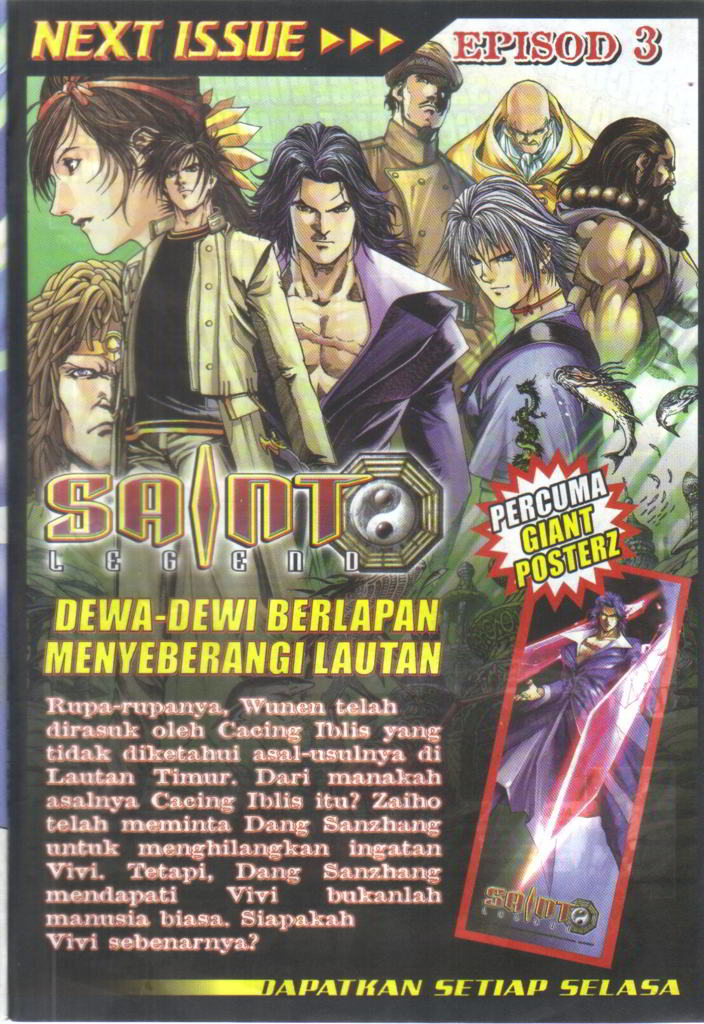 NEXT ISSUE
EPISOD 3
SAINT
LEGEND
PERCUMA
GIANT
POSTERZ
DEWA-DEWI BERLAPAN
MENYEBERANGI LAUTAN
Rupa-rupanya, Wunen telah
dirasuk oleh Cacing Iblis yang
tidak diketahui asal-usulnya di
Lautan Timur. Dari manakah
asalnya Cacing Iblis itu? Zaiho
telah meminta Dang Sanzhang
untuk menghilangkan ingatan
Vivi. Tetapi, Dang Sanzhang
mendapati Vivi bukanlah
manusia biasa. Siapakah
Vivi sebenarnya?
SAINT
LEGEND
DAPATKAN SETIAP SELASA